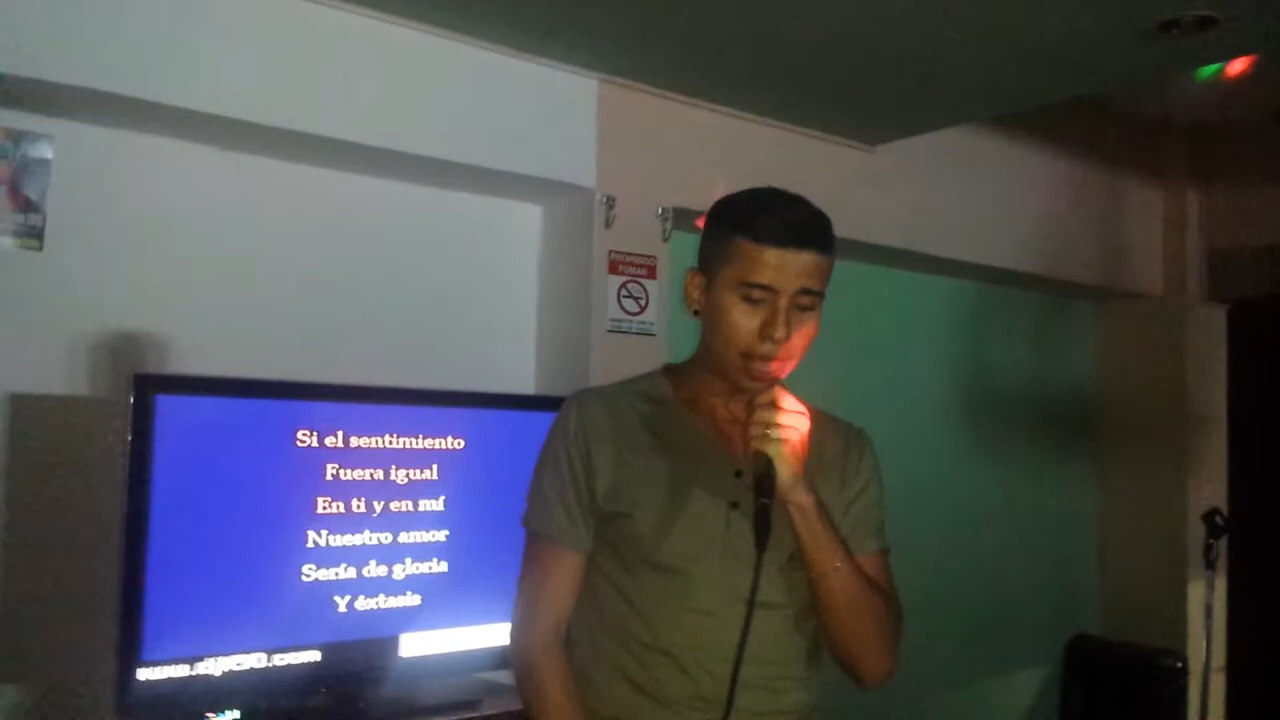 PROHIBIDO
FUMAR
Si el sentimiento
Fuera igual
En ti y en mí
Nuestro amor
Sería de gloria
Y éxtasis